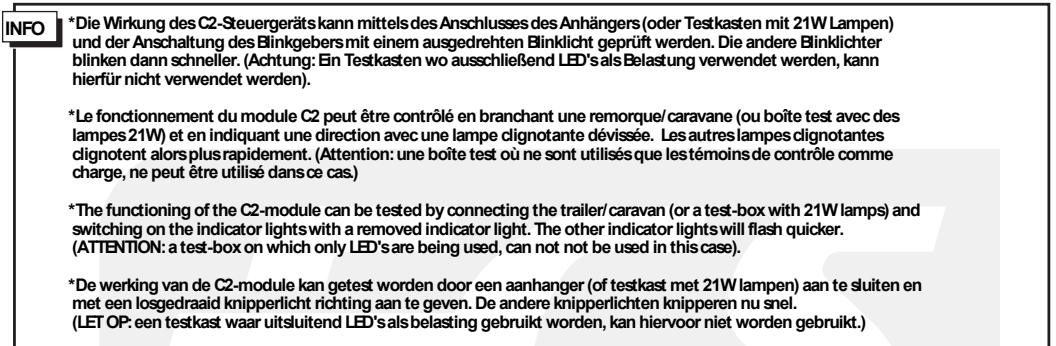 INFO
*Die Wirkung des C2-Steuergeräts kann mittels des Anschlusses des Anhängers (oder Testkasten mit 21W Lampen)
und der Anschaltung des Blinkgebers mit einem ausgedrehten Blinklicht geprüft werden. Die andere Blinklichter
blinken dann schneller. (Achtung: Ein Testkasten wo ausschließend LED's als Belastung verwendet werden, kann
hierfür nicht verwendet werden).
*Le fonctionnement du module C2 peut être contrôlé en branchant une remorque/caravane (ou boîte test avec des
lampes 21W) et en indiquant une direction avec une lampe clignotante dévissée. Les autres lampes clignotantes
clignotent alors plus rapidement. (Attention: une boîte test où ne sont utilisés que les témoins de contrôle comme
charge, ne peut être utilisé dans ce cas.)
*The functioning of the C2-module can be tested by connecting the trailer/caravan (or a test-box with 21W lamps) and
switching on the indicator lights with a removed indicator light. The other indicator lights will flash quicker.
(ATTENTION: a test-box on which only LED's are being used, can not not be used in this case).
*De werking van de C2-module kan getest worden door een aanhanger (of testkast met 21W lampen) aan te sluiten en
met een losgedraaid knipperlicht richting aan te geven. De andere knipperlichten knipperen nu snel.
(LET OP: een testkast waar uitsluitend LED's als belasting gebruikt worden, kan hiervoor niet worden gebruikt.)